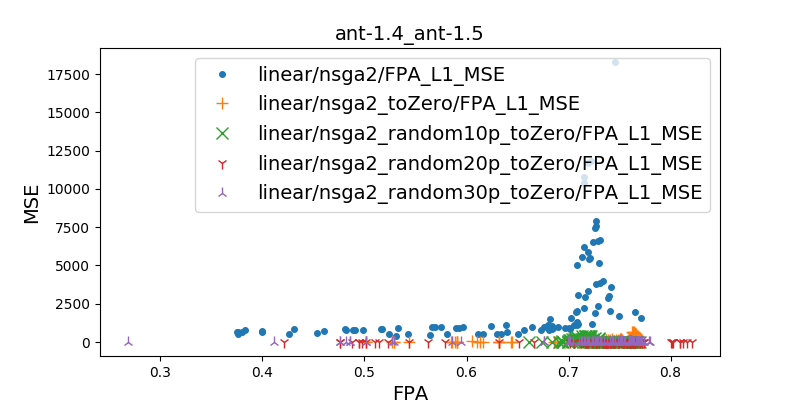 ant-1.4_ant-1.5
17500
15000
12500
10000
7500
5000
2500
0
MSE
linear/nsga2/FPA_L1_MSE
linear/nsga2_toZero/FPA_L1_MSE
linear/nsga2_random10p_toZero/FPA_L1_MSE
linear/nsga2_random20p_toZero/FPA_L1_MSE
linear/nsga2_random30p_toZero/FPA_L1_MSE
0.3 0.4 0.5 0.6 0.7 0.8
FPA